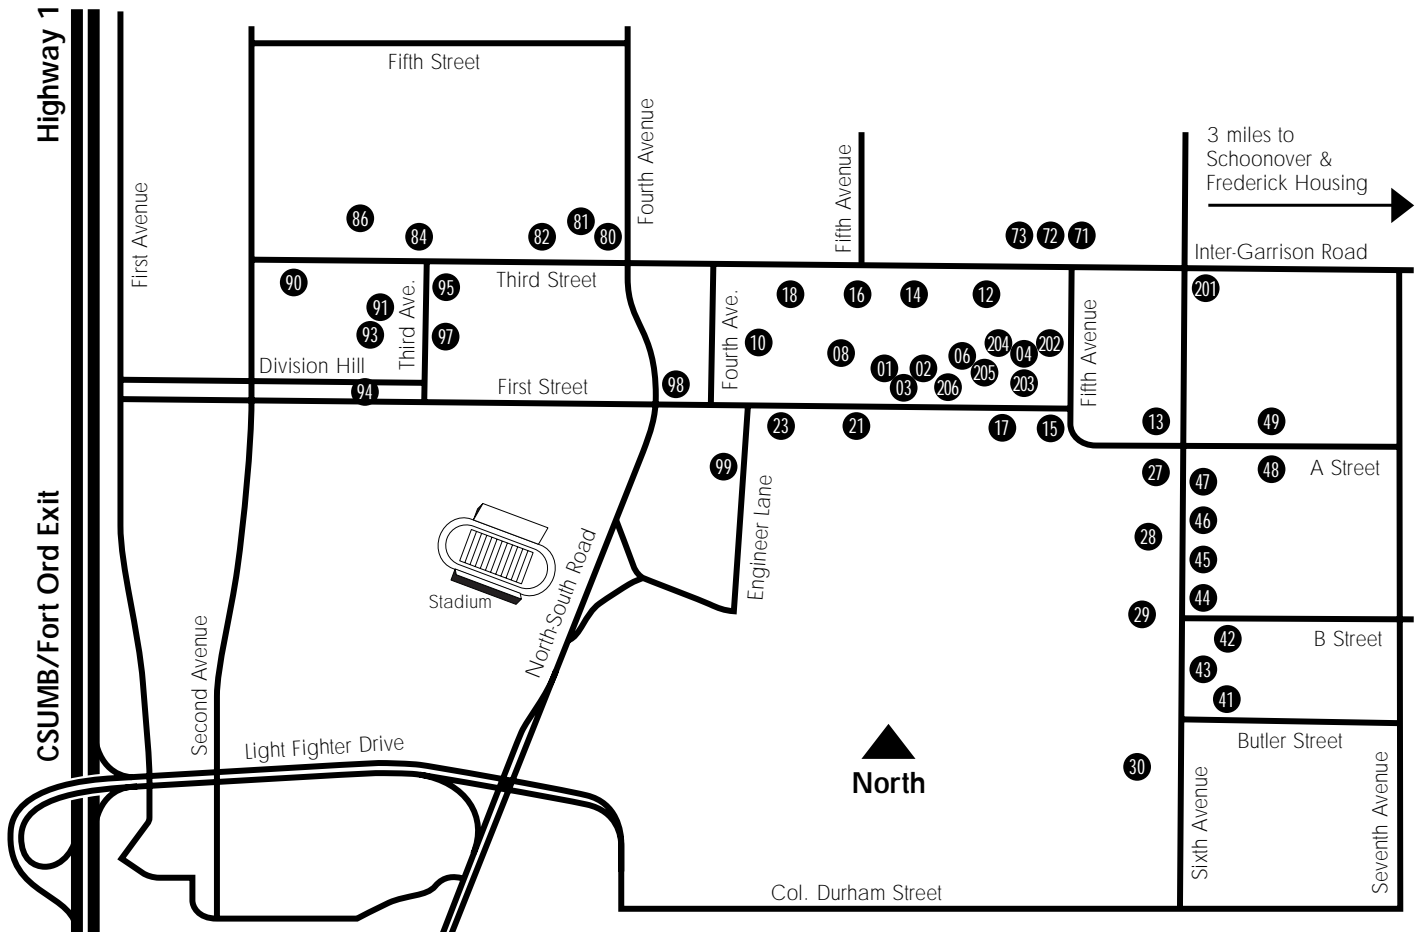 Highway 1
Fifth Street
Fourth Avenue
3 miles to
Schoonover &
Frederick Housing
First Avenue
Fifth Avenue
86
84
82
81
80
73
72
71
Inter-Garrison Road
Third Street
90
95
91
93
97
Third Ave.
Division Hill
94
First Street
98
Fourth Ave.
18
16
14
12
10
08
01
03
02
206
06
205
204
04
203
202
Fifth Avenue
201
23
21
17
15
13
49
99
Engineer Lane
27
48
A Street
47
46
28
45
44
29
CSUMB/Fort Ord Exit
Stadium
North-South Road
Second Avenue
42
B Street
43
41
Light Fighter Drive
North
30
Butler Street
Sixth Avenue
Seventh Avenue
Col. Durham Street